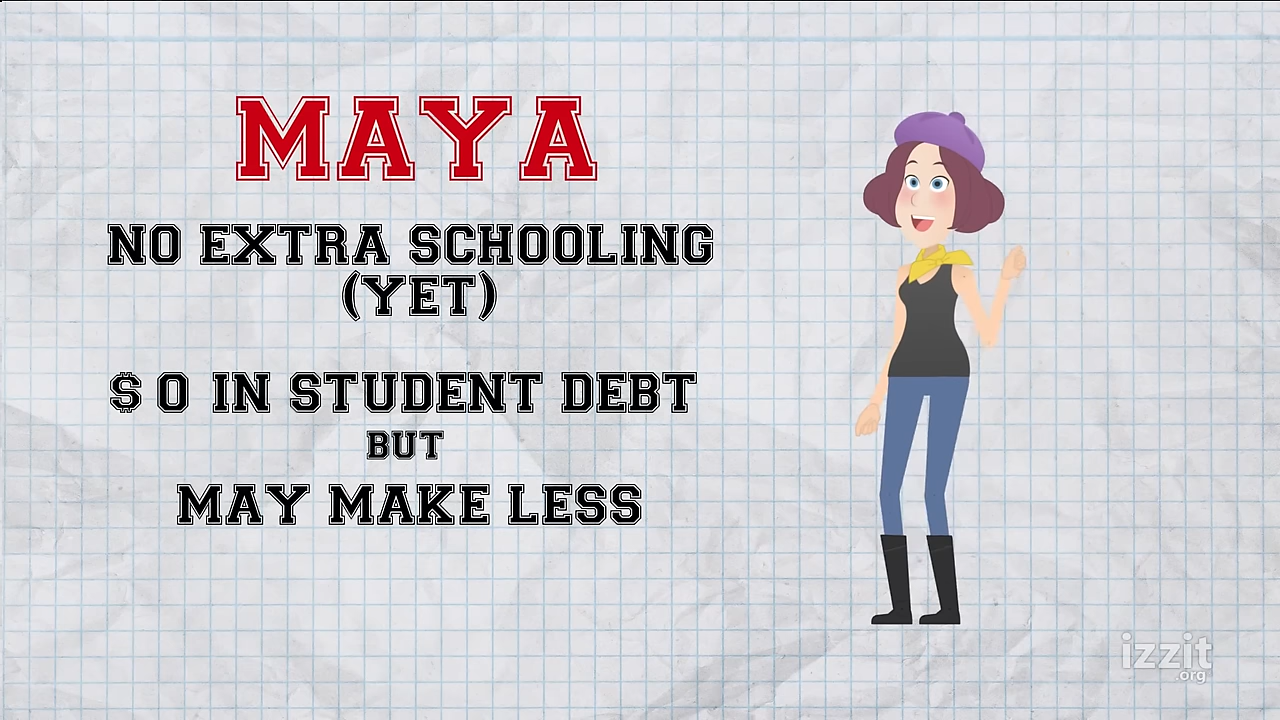 MAYA
NO EXTRA SCHOOLING
(YET)
$0 IN STUDENT DEBT
BUT
MAY MAKE LESS
izzit
.org